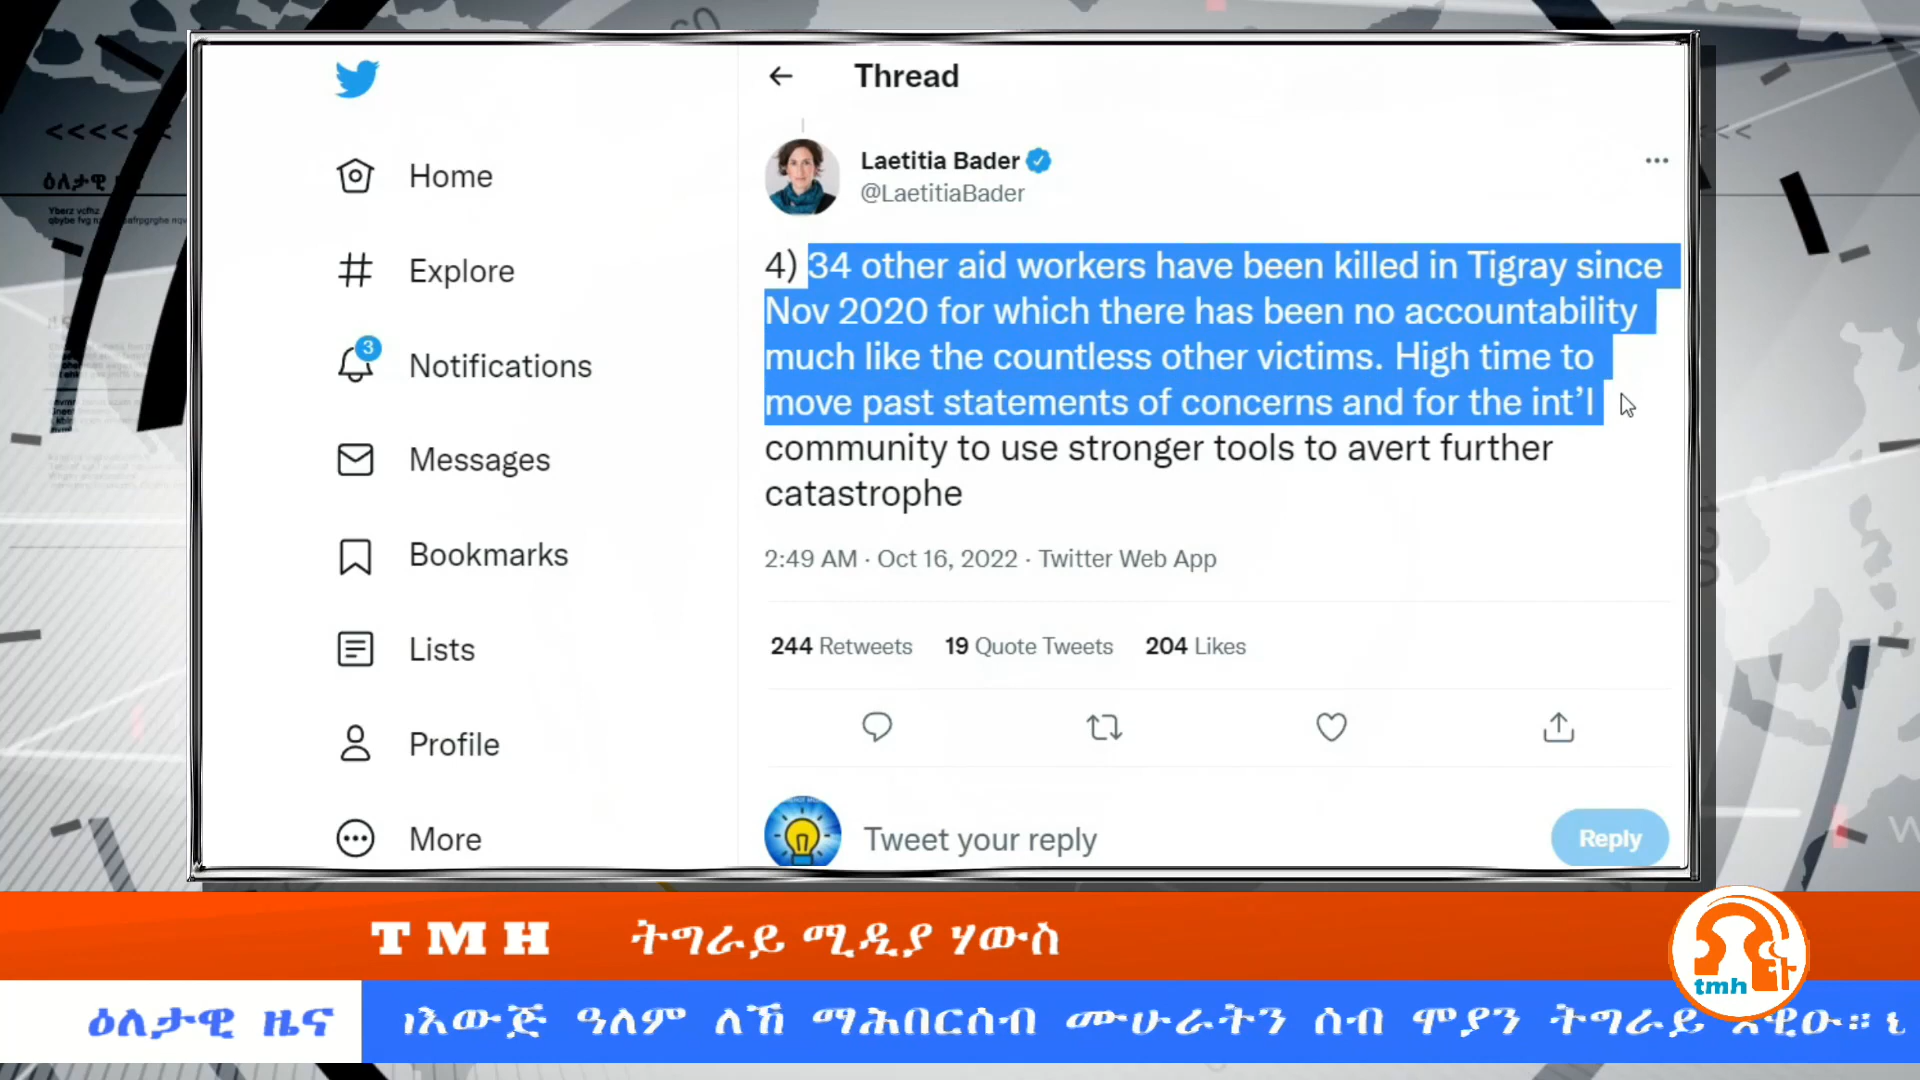 Thread
Home
Explore
3
Notifications
Messages
Bookmarks
Lists
Profile
More
Laetitia Bader
@LaetitiaBader
4) 34 other aid workers have been killed in Tigray since
Nov 2020 for which there has been no accountability
much like the countless other victims. High time to
move past statements of concerns and for the int’l
community to use stronger tools to avert further
catastrophe
2:49 AM · Oct 16, 2022 · Twitter Web App
244 Retweets 19 Quote Tweets 204 Likes
Tweet your reply
Reply
TMH ትግራይ ሚዲያ ሃውስ
tmh
ዕለታዊ ዜና
ዓለም ለኸ ማሕበርሰብ ሙሁራትን ሰብ ሞያን ትግራይ
<<<<<<
ዕለታዊ